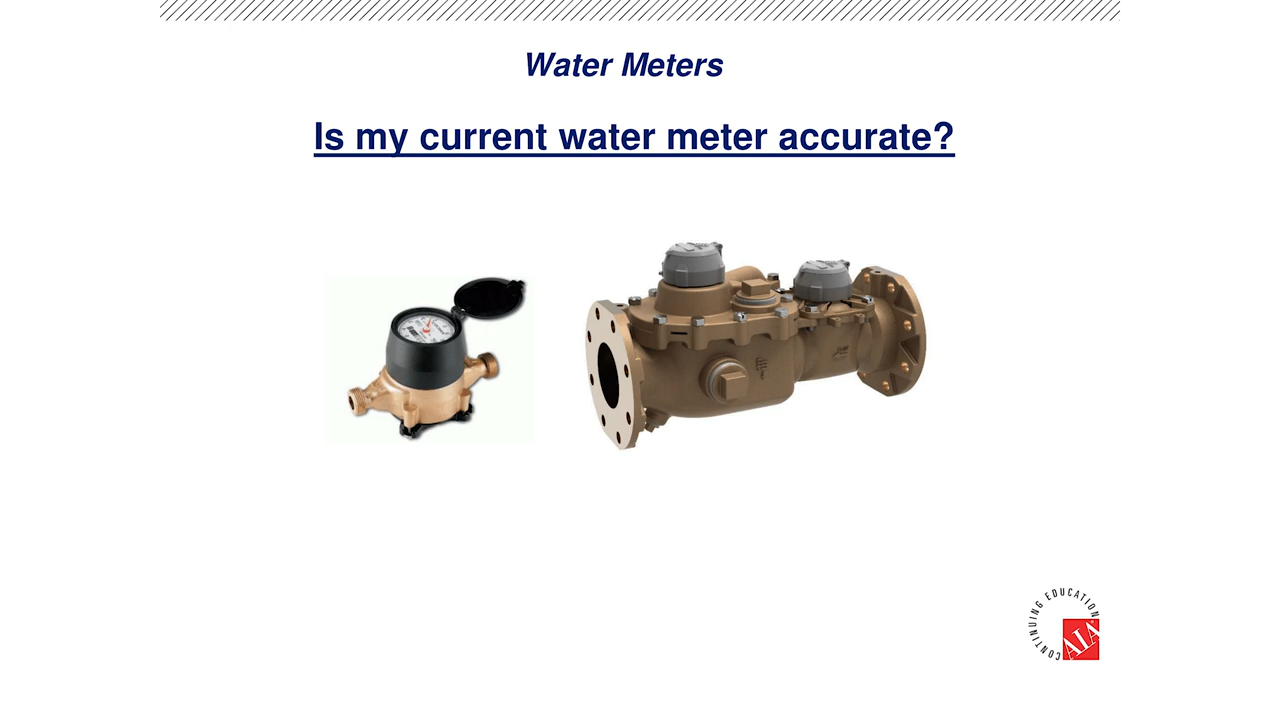 Water Meters
Is my current water meter accurate?
CONTINUING EDUCATION
AIA